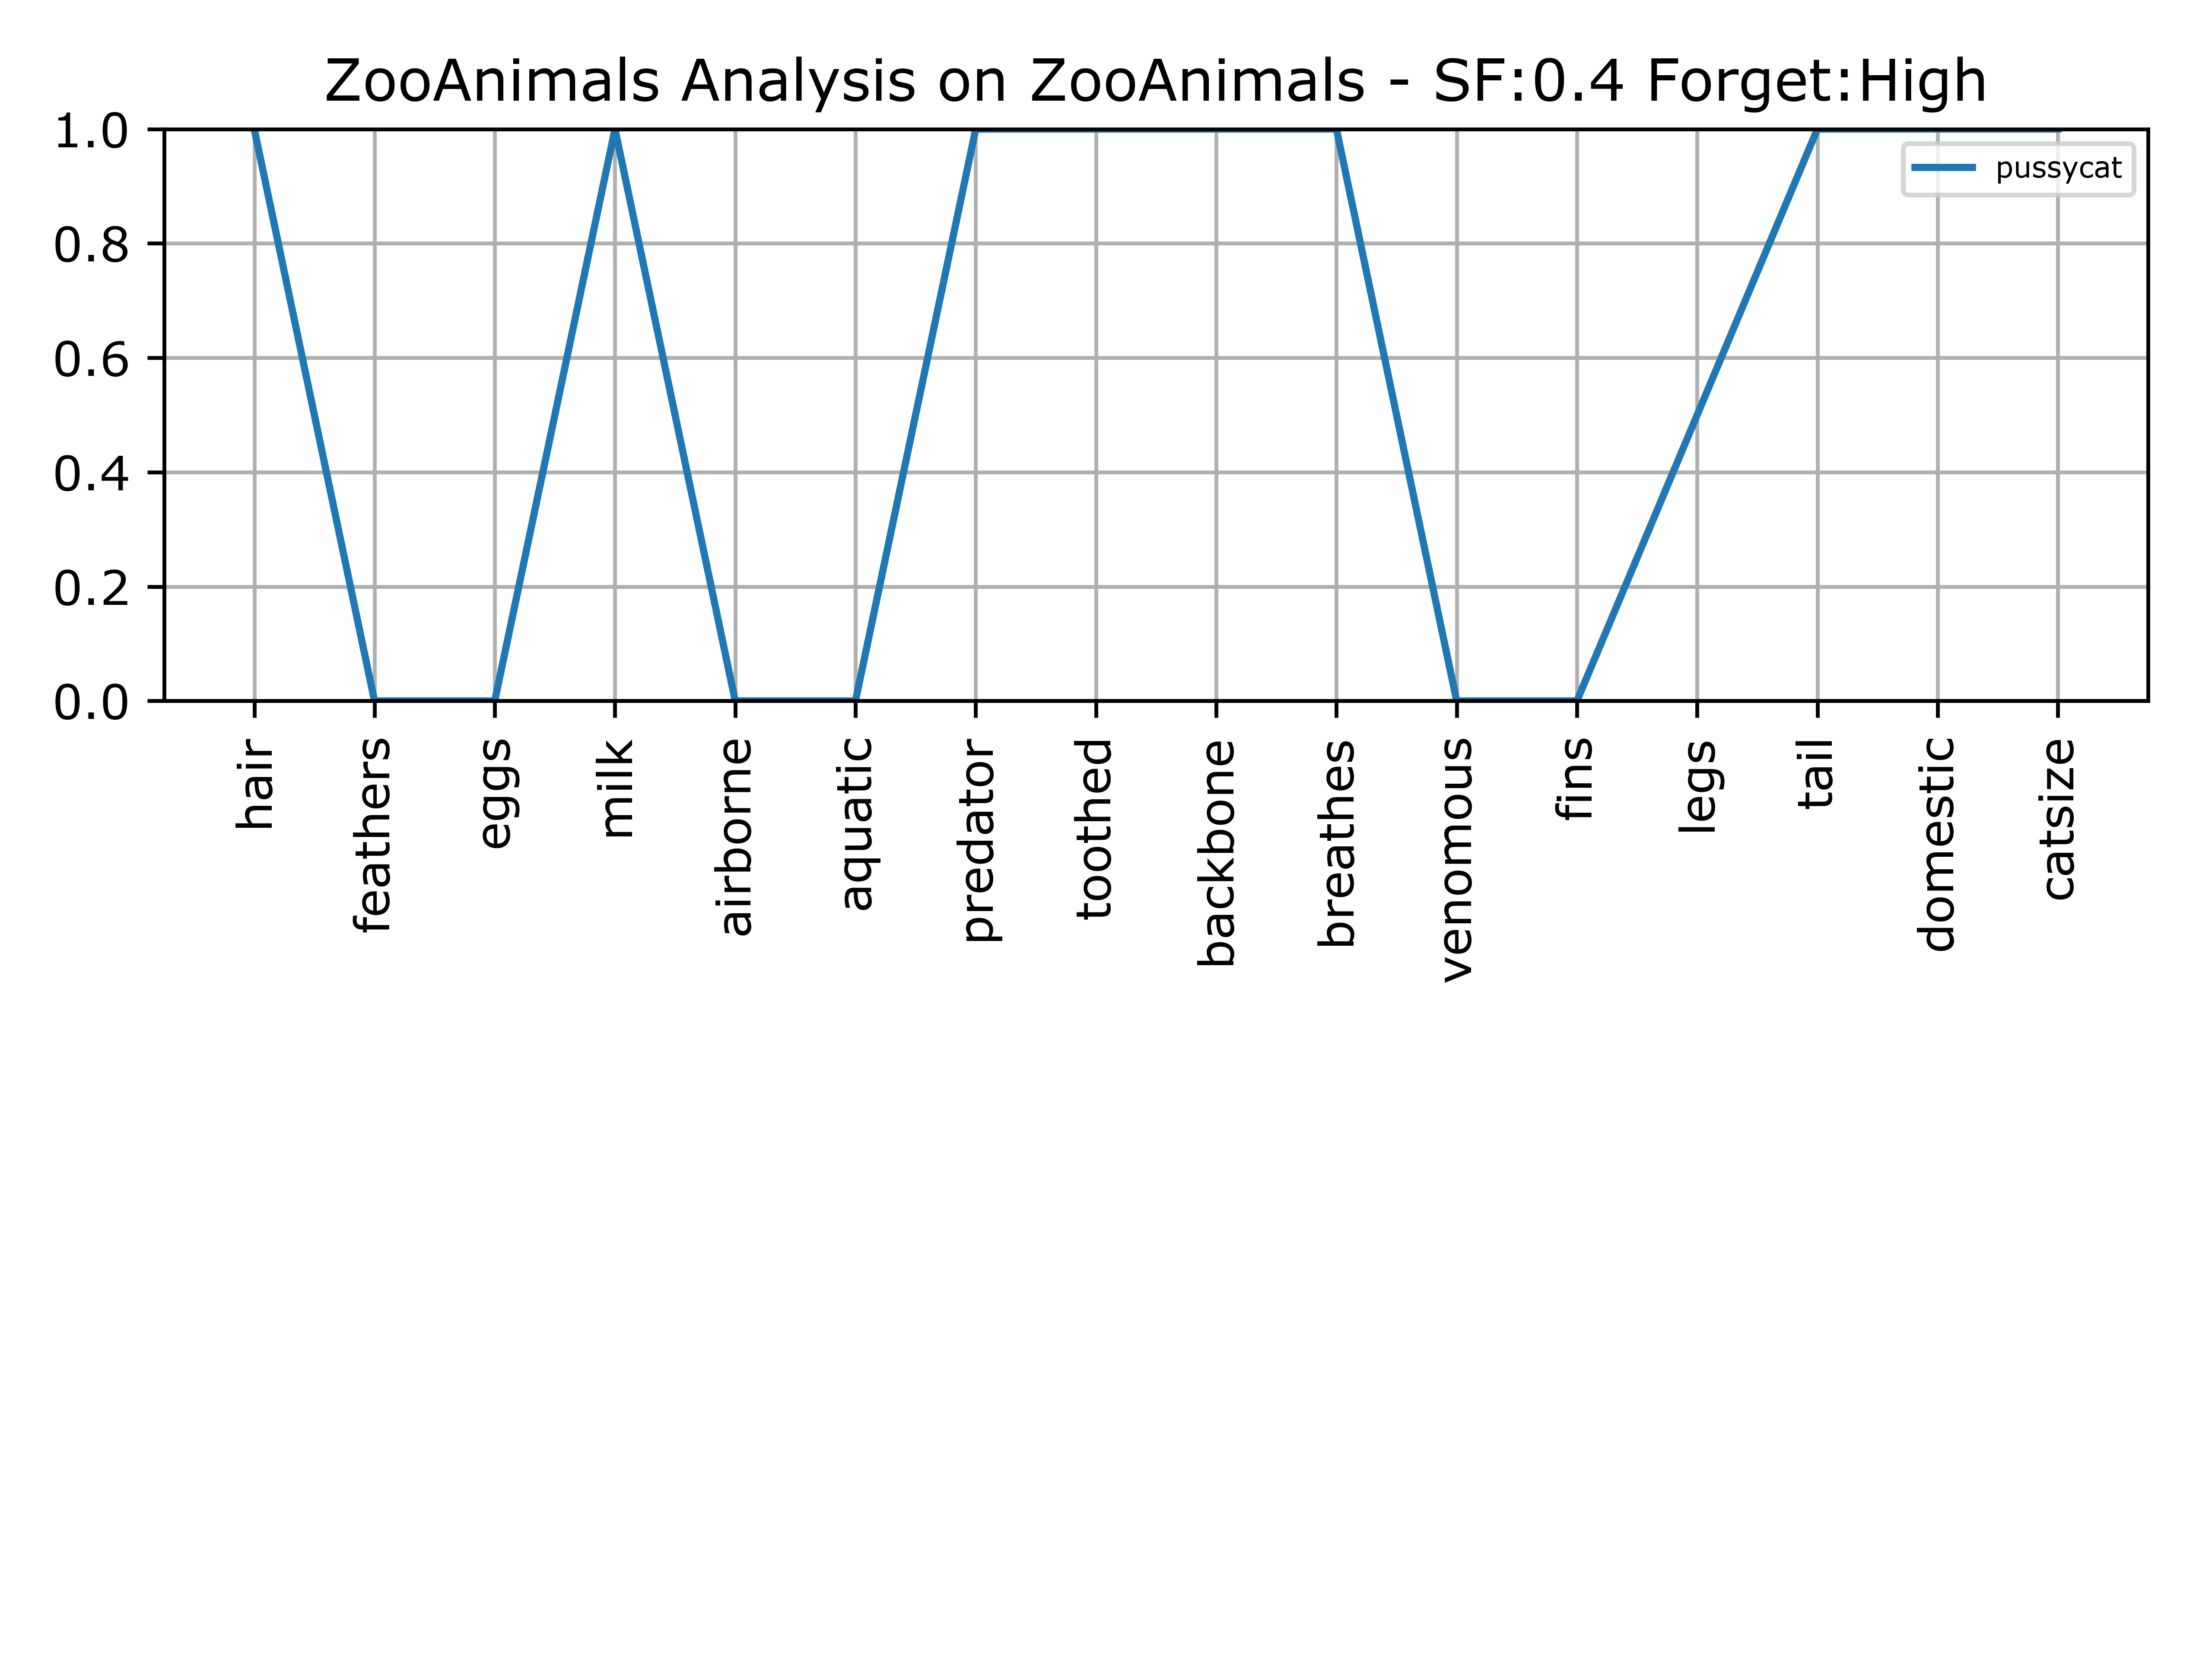 ZooAnimals Analysis on ZooAnimals - SF:0.4 Forget:High
1.0
0.8
0.6
0.4
0.2
0.0
pussycat
hair
feathers
eggs
milk
airborne
aquatic
predator
toothed
backbone
breathes
venomous
fins
legs
tail
domestic
catsize